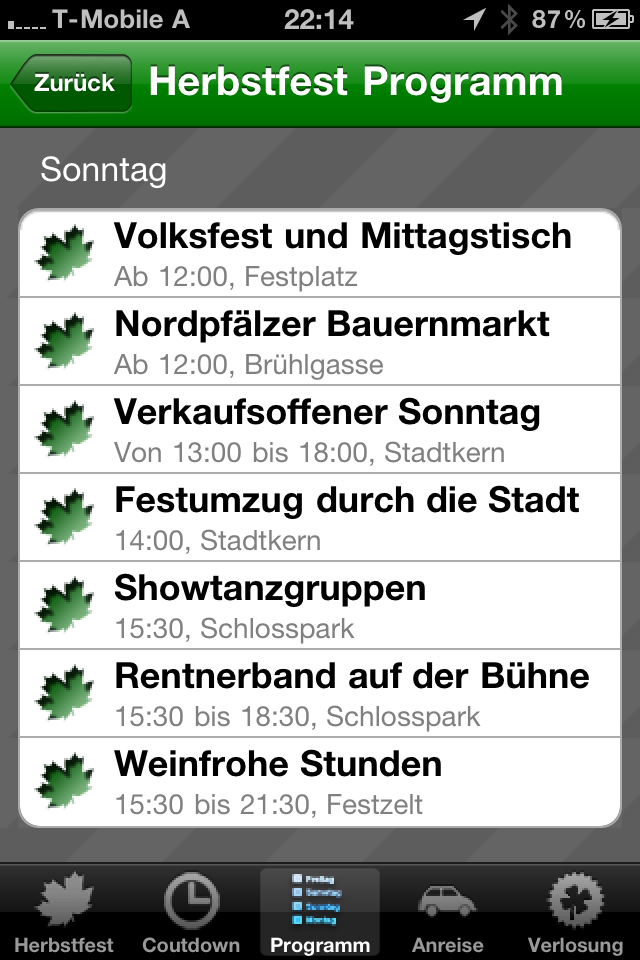 T-Mobile A 22:14 87%
Zurück Herbstfest Programm
Sonntag
Volksfest und Mittagstisch
Ab 12:00, Festplatz
Nordpfälzer Bauernmarkt
Ab 12:00, Brühlgasse
Verkaufsoffener Sonntag
Von 13:00 bis 18:00, Stadtkern
Festumzug durch die Stadt
14:00, Stadtkern
Showtanzgruppen
15:30, Schlosspark
Rentnerband auf der Bühne
15:30 bis 18:30, Schlosspark
Weinfrohe Stunden
15:30 bis 21:30, Festzelt
Freitag
Samstag
Sonntag
Montag
Herbstfest Coutdown Programm Anreise Verlosung